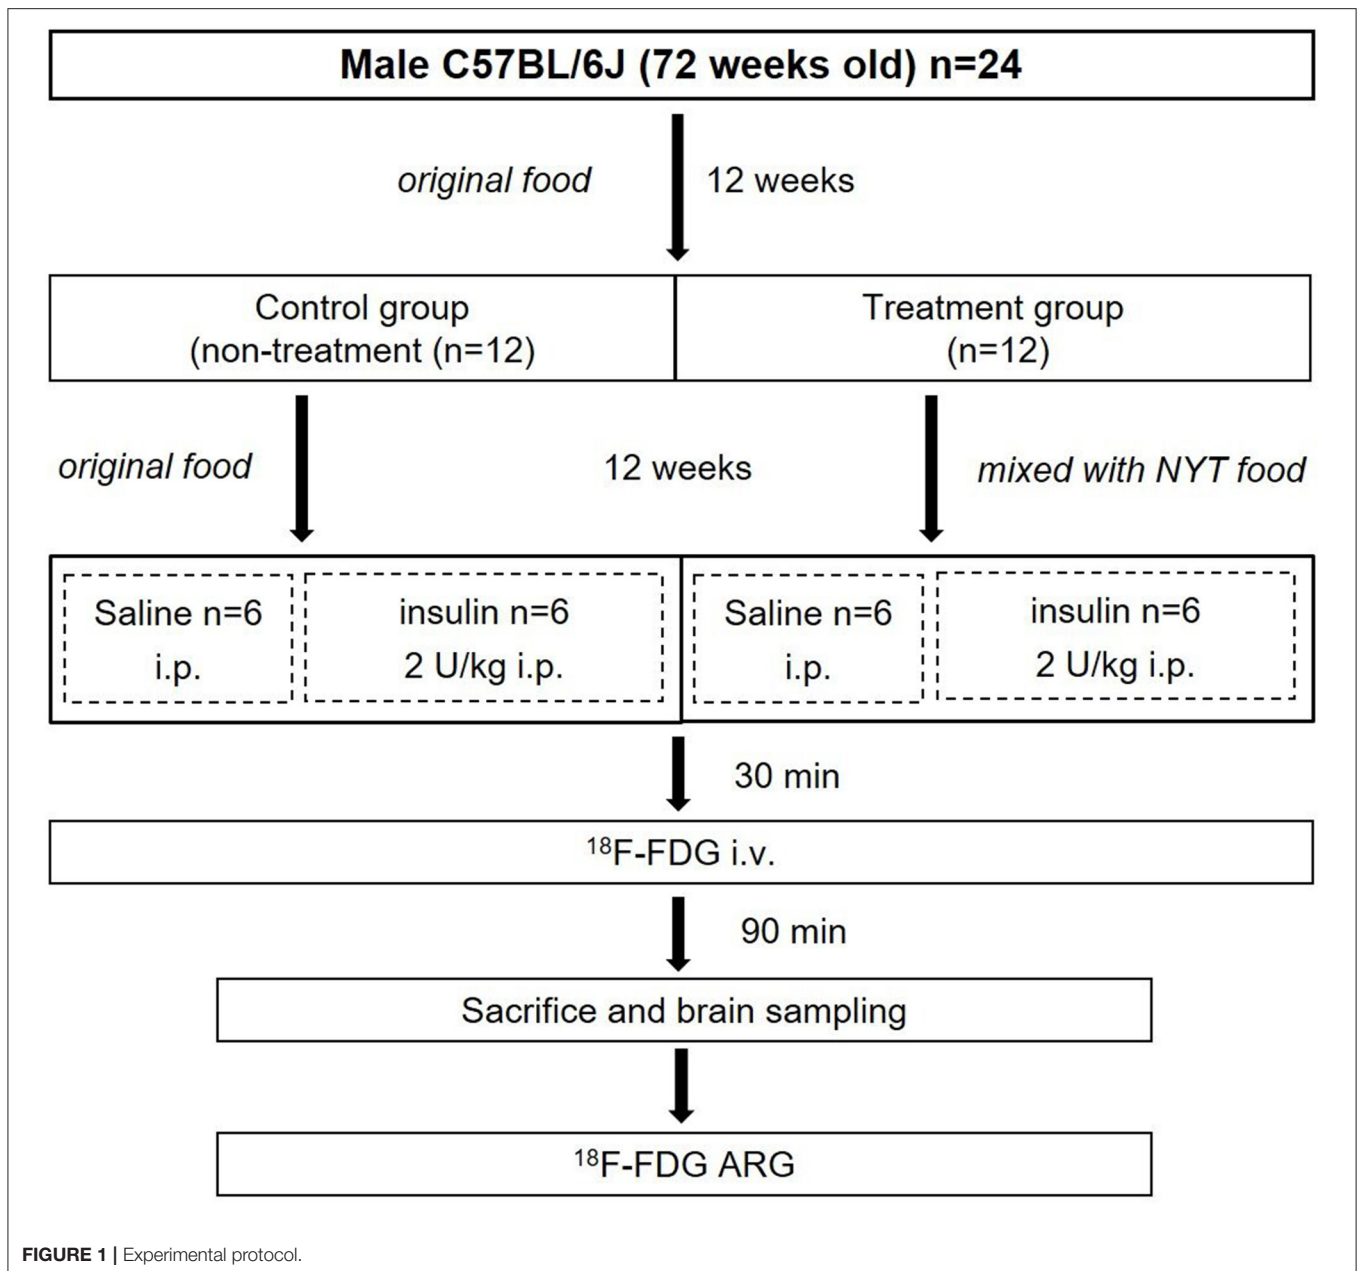 Male C57BL/6J (72 weeks old) n=24
original food
12 weeks
Control group
(non-treatment (n=12)
Treatment group
(n=12)
original food
12 weeks
mixed with NYT food
Saline n=6
i.p.
insulin n=6
2 U/kg i.p.
Saline n=6
i.p.
insulin n=6
2 U/kg i.p.
30 min
¹⁸F-FDG i.v.
90 min
Sacrifice and brain sampling
¹⁸F-FDG ARG
FIGURE 1 | Experimental protocol.